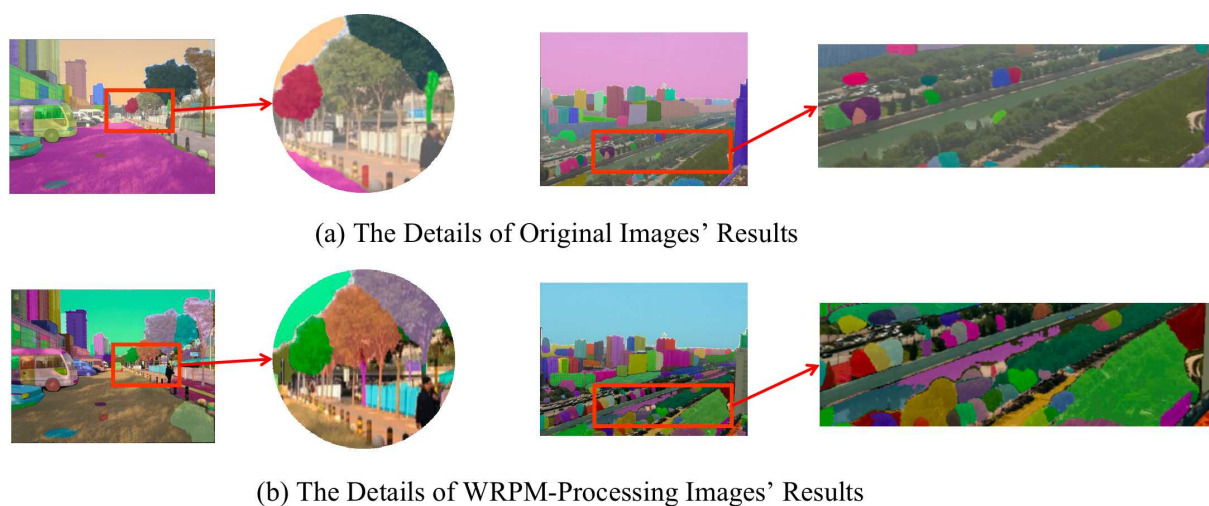 (a) The Details of Original Images’ Results
(b) The Details of WRPM-Processing Images’ Results